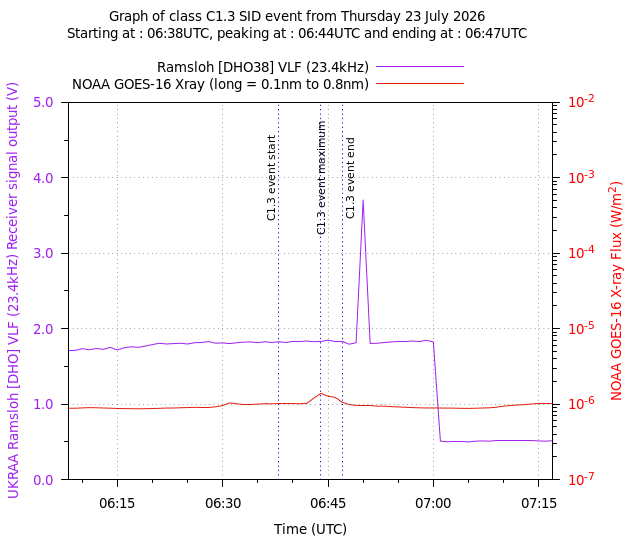 Graph of class C1.3 SID event from Thursday 23 July 2026
Starting at : 06:38UTC, peaking at : 06:44UTC and ending at : 06:47UTC
Ramsloh [DHO38] VLF (23.4kHz)
NOAA GOES-16 Xray (long = 0.1nm to 0.8nm)
UKRAA Ramsloh [DHO] VLF (23.4kHz) Receiver signal output (V)
5.0
4.0
3.0
2.0
1.0
0.0
C1.3 event start
C1.3 event maximum
C1.3 event end
10-2
10-3
10-4
10-5
10-6
10-7
NOAA GOES-16 X-ray Flux (W/m2)
06:15
06:30
06:45
07:00
07:15
Time (UTC)